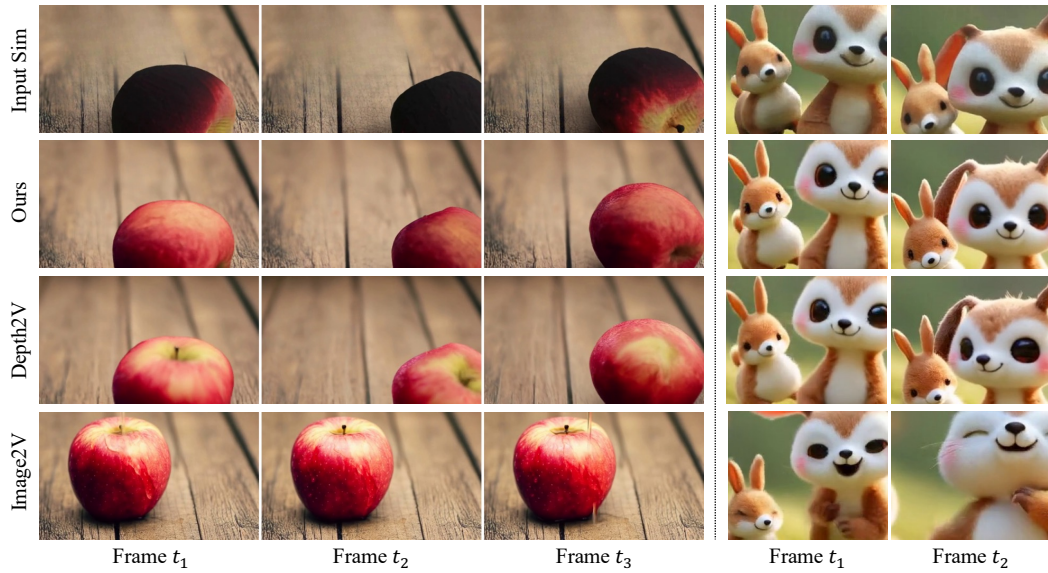 Input Sim
Ours
Depth2V
Image2V
Frame t₁
Frame t₂
Frame t₃
Frame t₁
Frame t₂